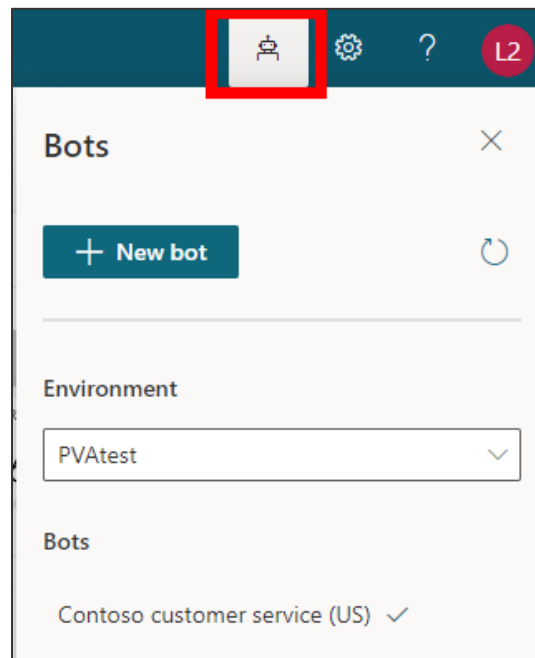 ?
L2
Bots
New bot
Environment
PVAtest
Bots
Contoso customer service (US)